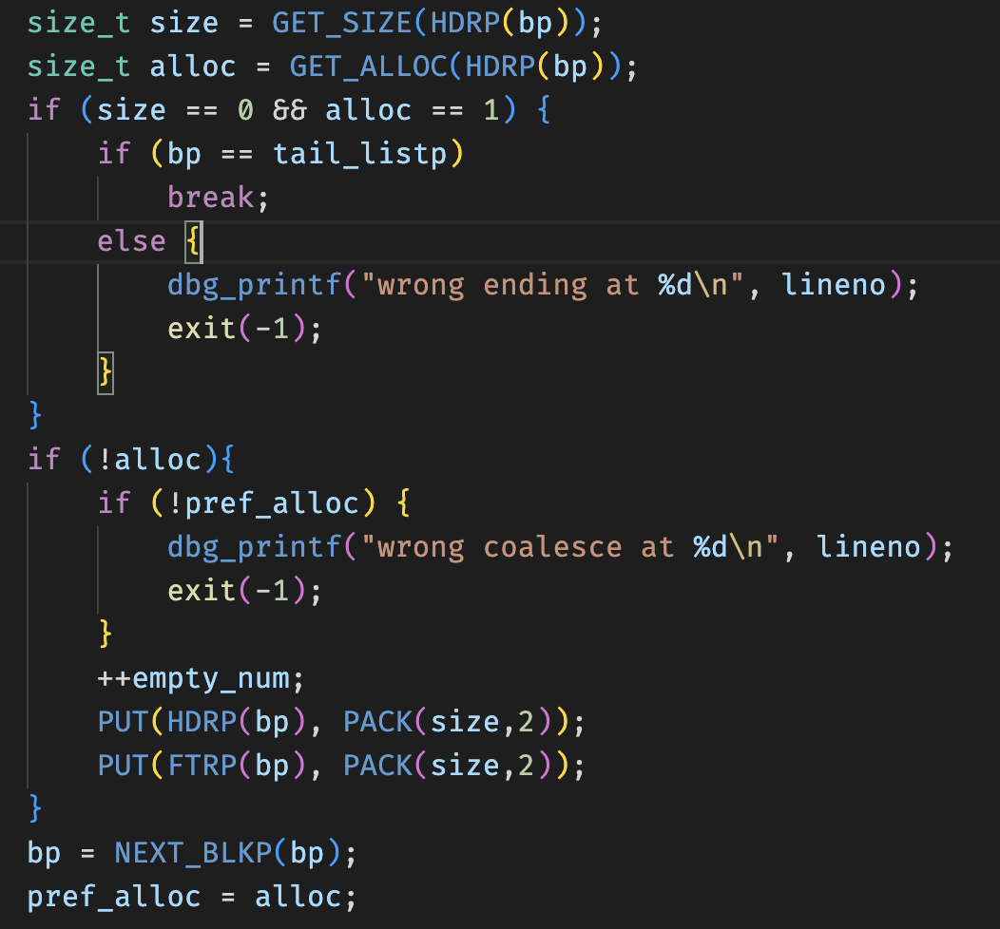 size_t size = GET_SIZE(HDRP(bp));
size_t alloc = GET_ALLOC(HDRP(bp));
if (size == 0 && alloc == 1) {
    if (bp == tail_listp)
        break;
    else {
        dbg_printf("wrong ending at %d\n", lineno);
        exit(-1);
    }
}
if (!alloc){
    if (!pref_alloc) {
        dbg_printf("wrong coalesce at %d\n", lineno);
        exit(-1);
    }
    ++empty_num;
    PUT(HDRP(bp), PACK(size,2));
    PUT(FTRP(bp), PACK(size,2));
}
bp = NEXT_BLKP(bp);
pref_alloc = alloc;